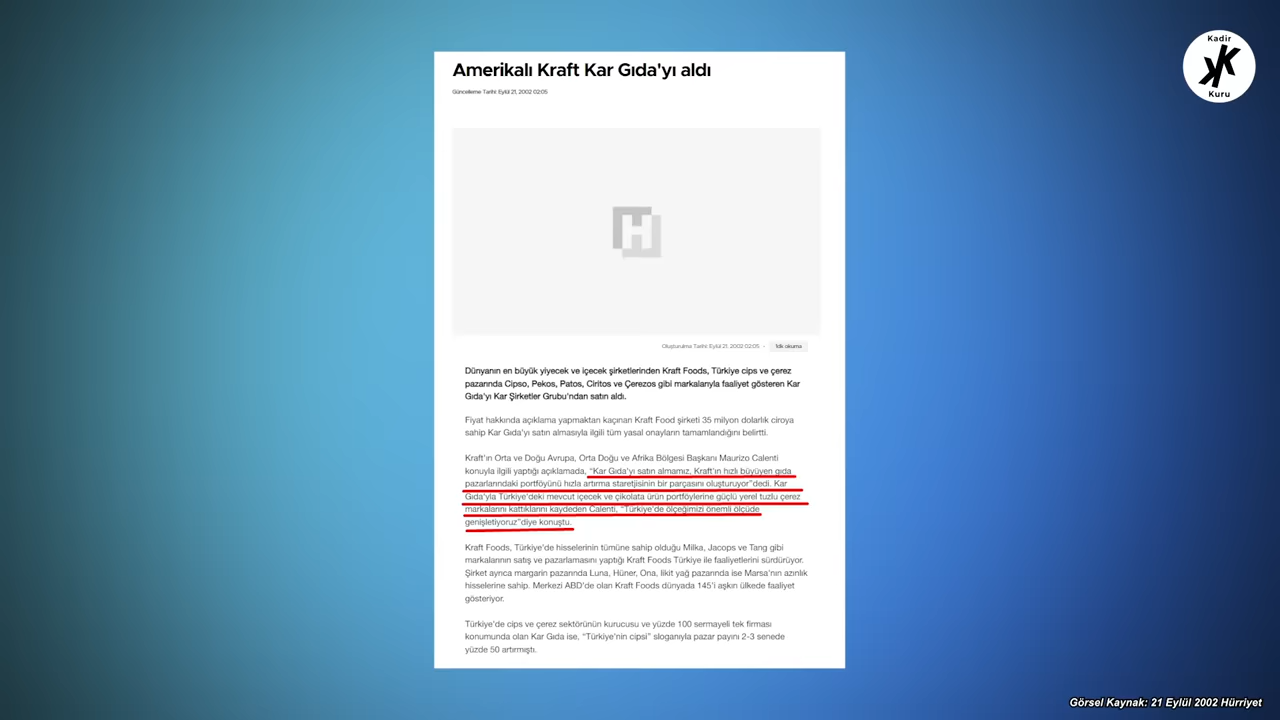 Kadir
Kuru
Amerikalı Kraft Kar Gıda'yı aldı
Güncelleme Tarihi: Eylül 21, 2002 02:05
Oluşturulma Tarihi: Eylül 21, 2002 02:05
1dk okuma
Dünyanın en büyük yiyecek ve içecek şirketlerinden Kraft Foods, Türkiye cips ve çerez
pazarında Cipso, Pekos, Patos, Ciritos ve Çerezos gibi markalarıyla faaliyet gösteren Kar
Gıda'yı Kar Şirketler Grubu'ndan satın aldı.
Fiyat hakkında açıklama yapmaktan kaçınan Kraft Food şirketi 35 milyon dolarlık ciroya
sahip Kar Gıda'yı satın almasıyla ilgili tüm yasal onayların tamamlandığını belirtti.
Kraft'ın Orta ve Doğu Avrupa, Orta Doğu ve Afrika Bölgesi Başkanı Maurizo Calenti
konuyla ilgili yaptığı açıklamada, "Kar Gıda'yı satın almamız, Kraft'ın hızlı büyüyen gıda
pazarlarındaki portföyünü hızla artırma staretjisinin bir parçasını oluşturuyor"dedi. Kar
Gıda'yla Türkiye'deki mevcut içecek ve çikolata ürün portföylerine güçlü yerel tuzlu çerez
markalarını kattıklarını kaydeden Calenti, "Türkiye'de ölçeğimizi önemli ölçüde
genişletiyoruz"diye konuştu.
Kraft Foods, Türkiye'de hisselerinin tümüne sahip olduğu Milka, Jacops ve Tang gibi
markalarının satış ve pazarlamasını yaptığı Kraft Foods Türkiye ile faaliyetlerini sürdürüyor.
Şirket ayrıca margarin pazarında Luna, Hüner, Ona, likit yağ pazarında ise Marsa'nın azınlık
hisselerine sahip. Merkezi ABD'de olan Kraft Foods dünyada 145'i aşkın ülkede faaliyet
gösteriyor.
Türkiye'de cips ve çerez sektörünün kurucusu ve yüzde 100 sermayeli tek firması
konumunda olan Kar Gıda ise, "Türkiye'nin cipsi" sloganıyla pazar payını 2-3 senede
yüzde 50 artırmıştı.
Görsel Kaynak: 21 Eylül 2002 Hürriyet